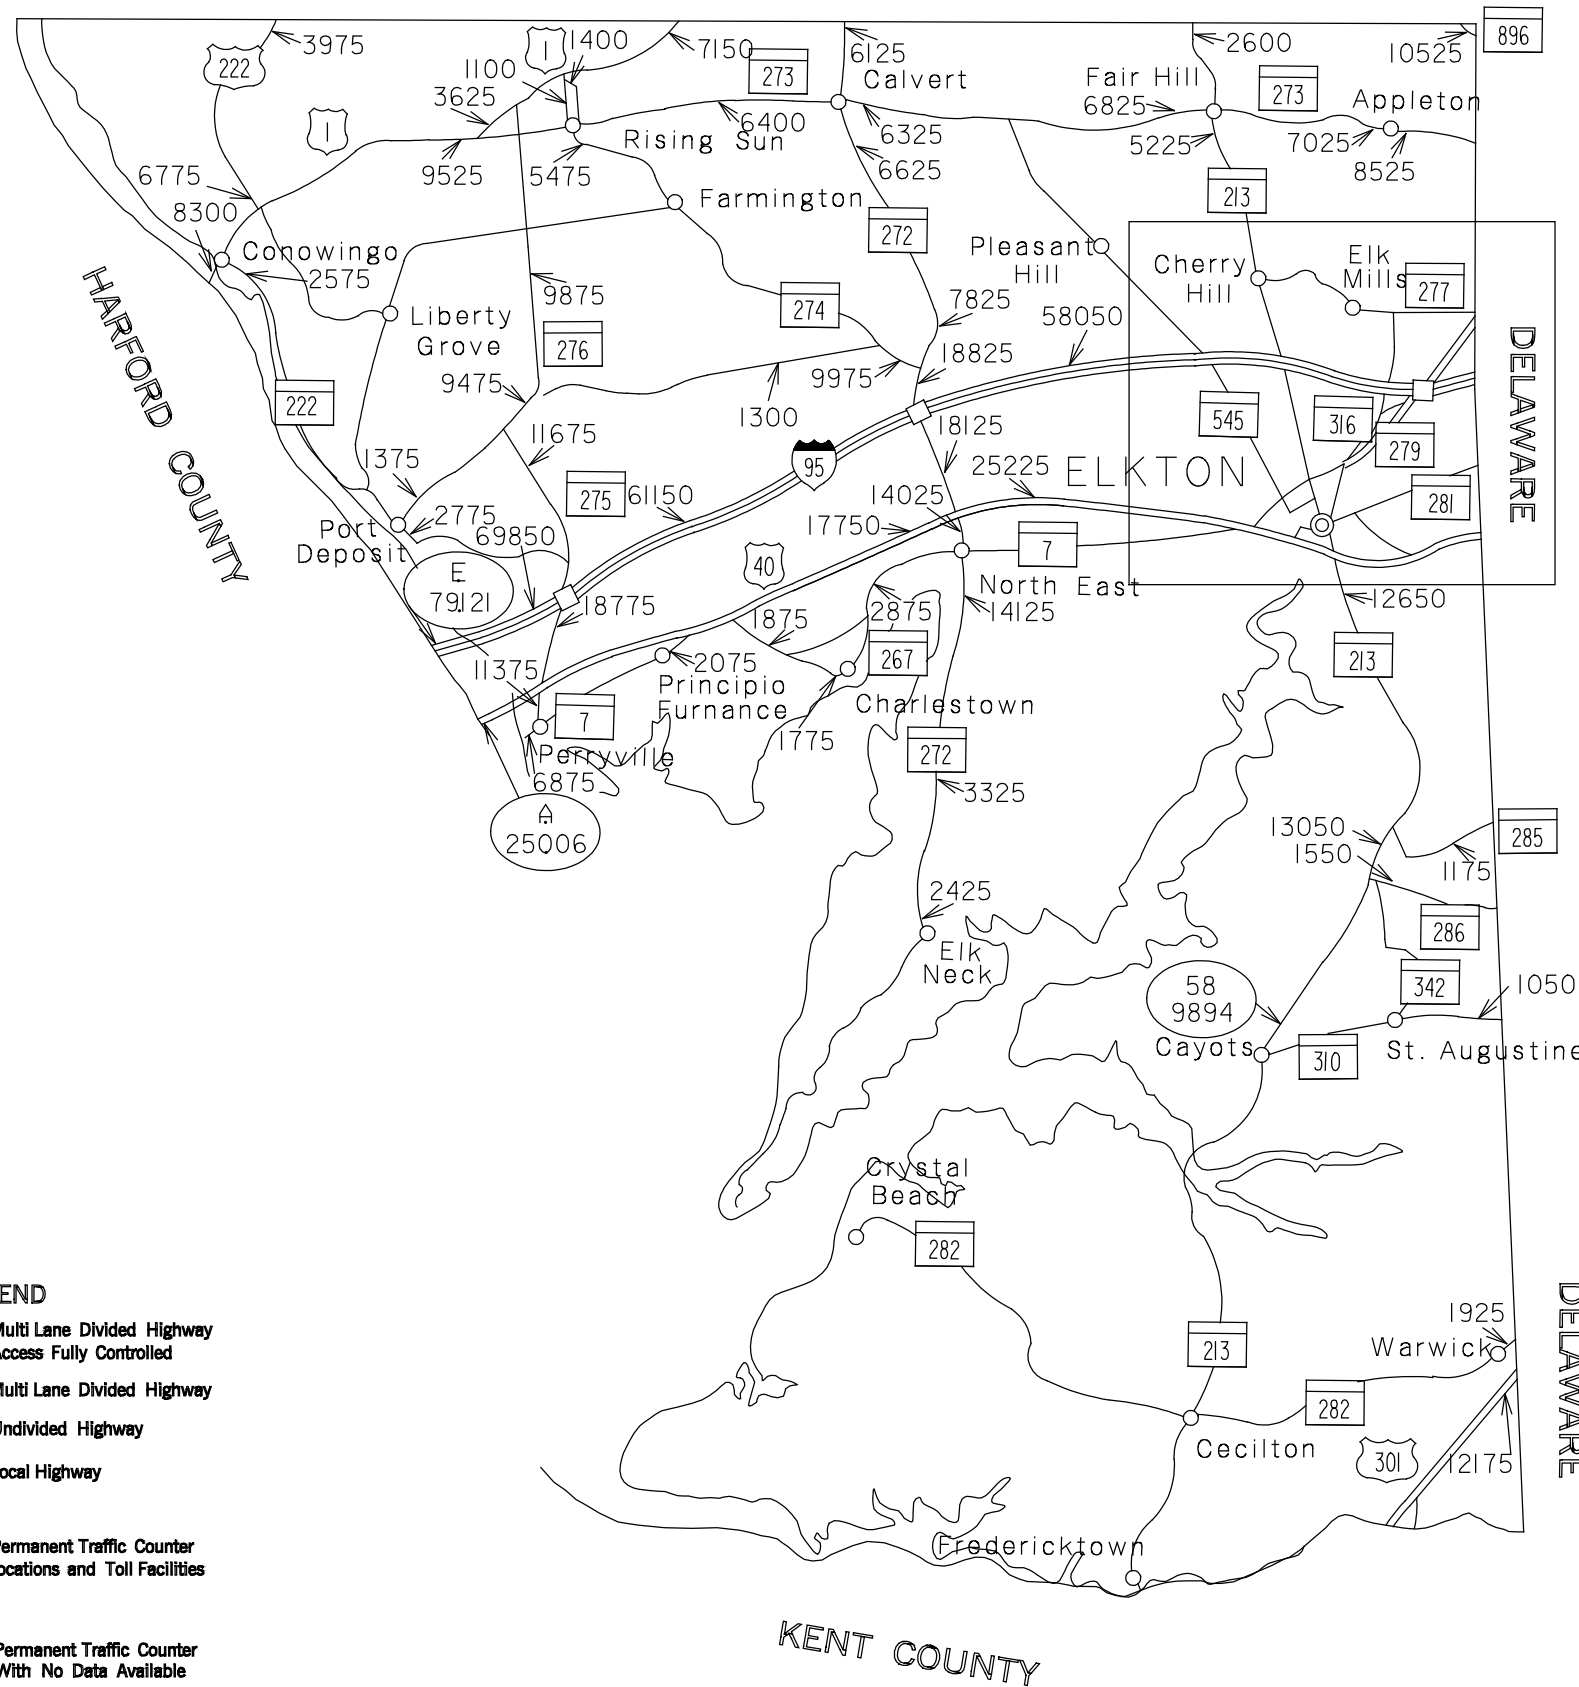 3975
1400
7150
6125
2600
10525
896
222
1
1100
273
Calvert
Fair Hill
273
Appleton
3625
1
6400
6325
6825
Rising Sun
9525
5475
6625
5225
7025
8525
6775
8300
Farmington
213
272
Conowingo
2575
Pleasant
Hill
Cherry
Hill
Elk
Mills
277
HARFORD COUNTY
9875
274
Liberty
Grove
276
7825
58050
18825
DELAWARE
9475
9975
222
1300
545
316
279
11675
18125
1375
95
25225
ELKTON
275
61150
14025
281
Port
Deposit
2775
69850
17750
7
E
79121
40
North East
18775
1875
2875
14125
12650
11375
2075
267
213
Principio
Furnance
Charlestown
7
1775
272
Perryville
6875
3325
A
25006
13050
285
1550
1175
2425
286
Elk
Neck
58
9894
342
1050
Cayots
310
St. Augustine
Crystal
Beach
282
END
Multi Lane Divided Highway
Access Fully Controlled
1925
213
Warwick
DELAWARE
Multi Lane Divided Highway
282
Undivided Highway
Cecilton
301
12175
Local Highway
Permanent Traffic Counter
Locations and Toll Facilities
Fredericktown
KENT COUNTY
Permanent Traffic Counter
With No Data Available